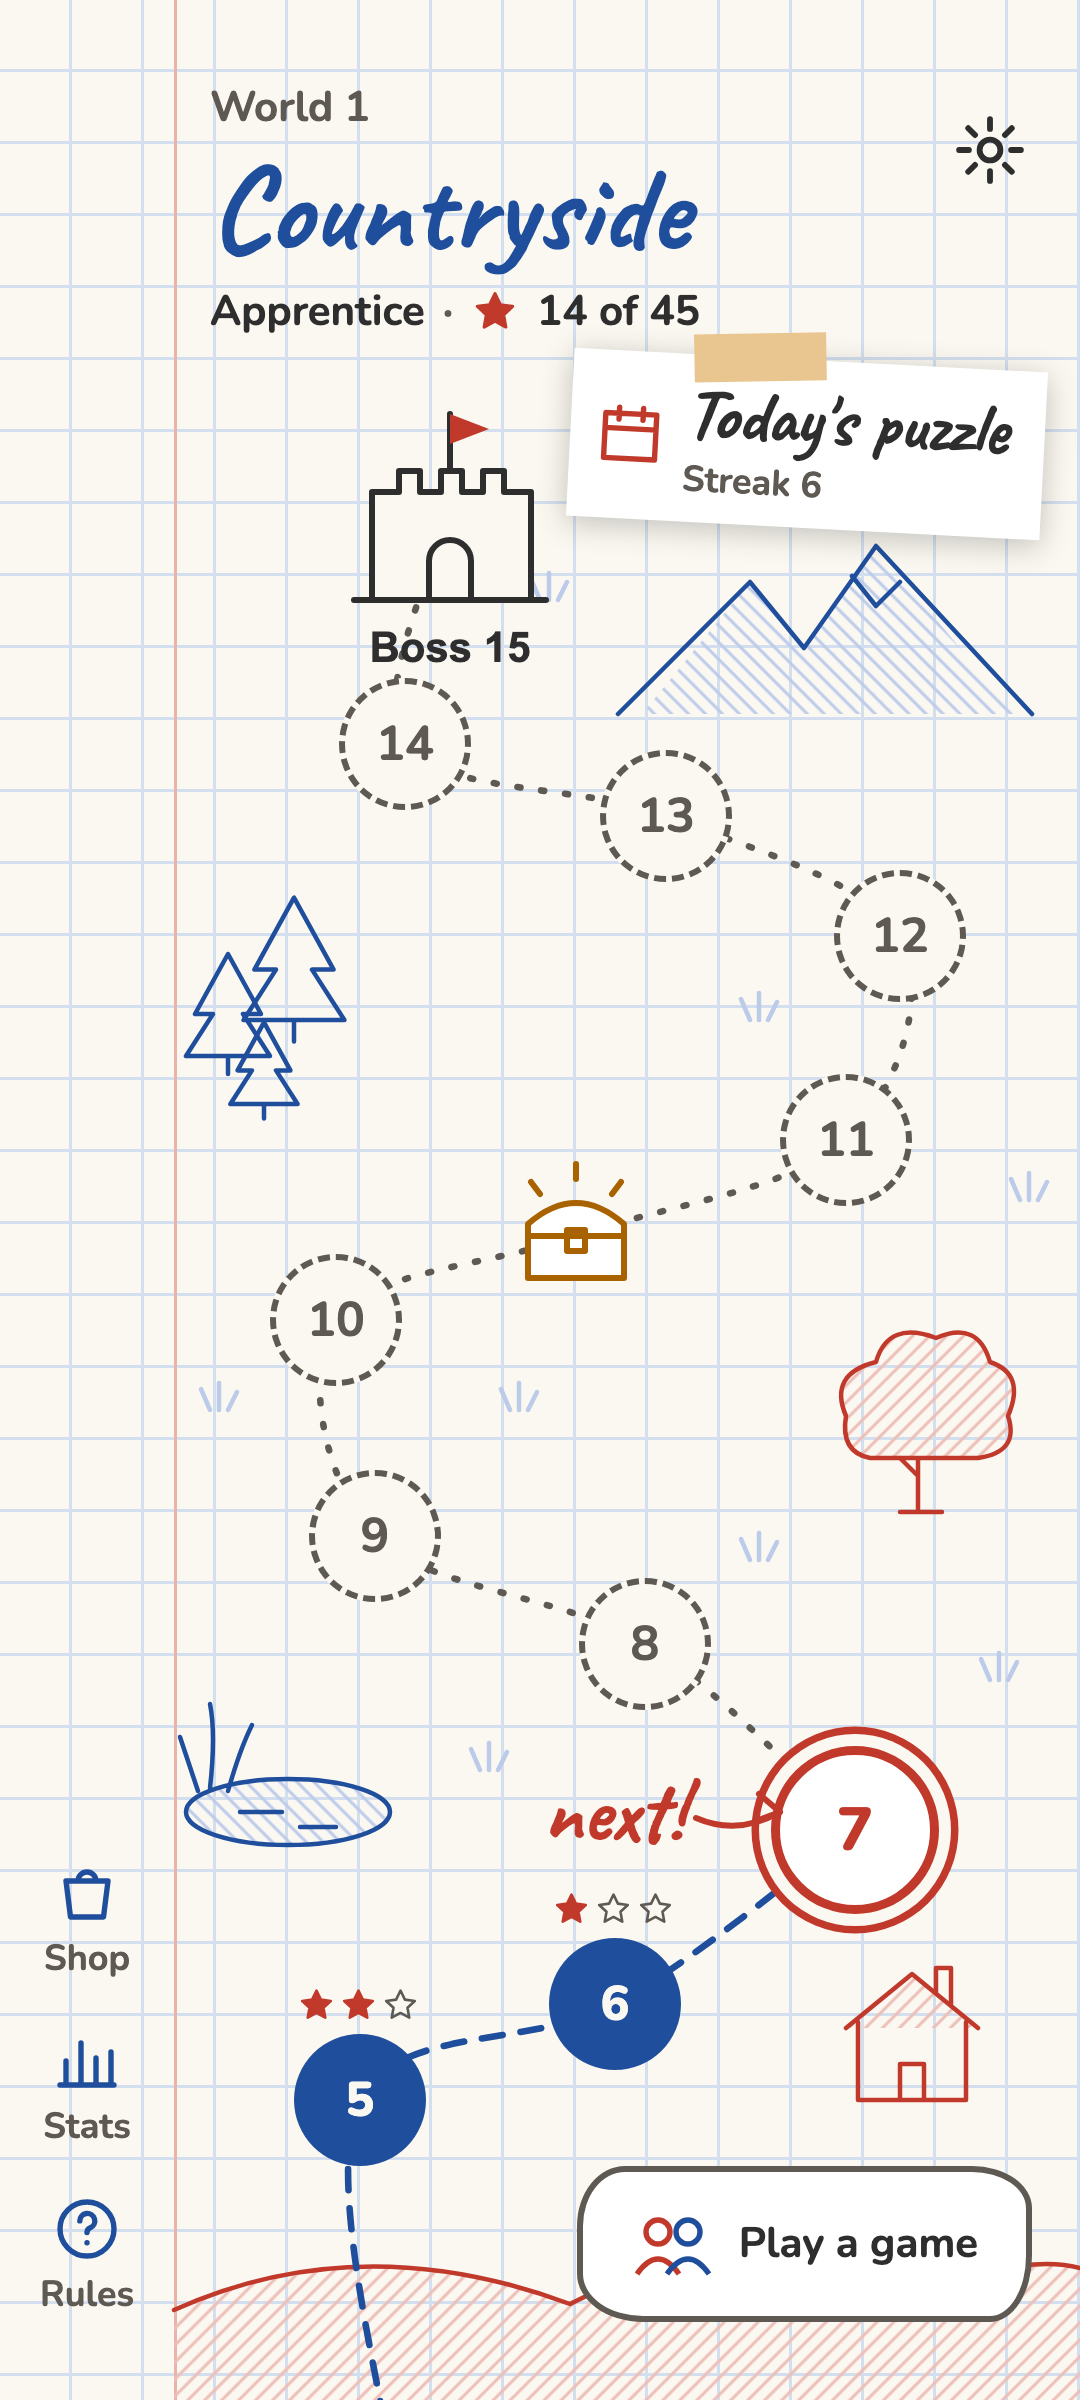 World 1
Countryside
Apprentice · 14 of 45
Today's puzzle
Streak 6
Boss 15
14
13
12
11
10
9
8
next!
7
6
5
Shop
Stats
Rules
Play a game